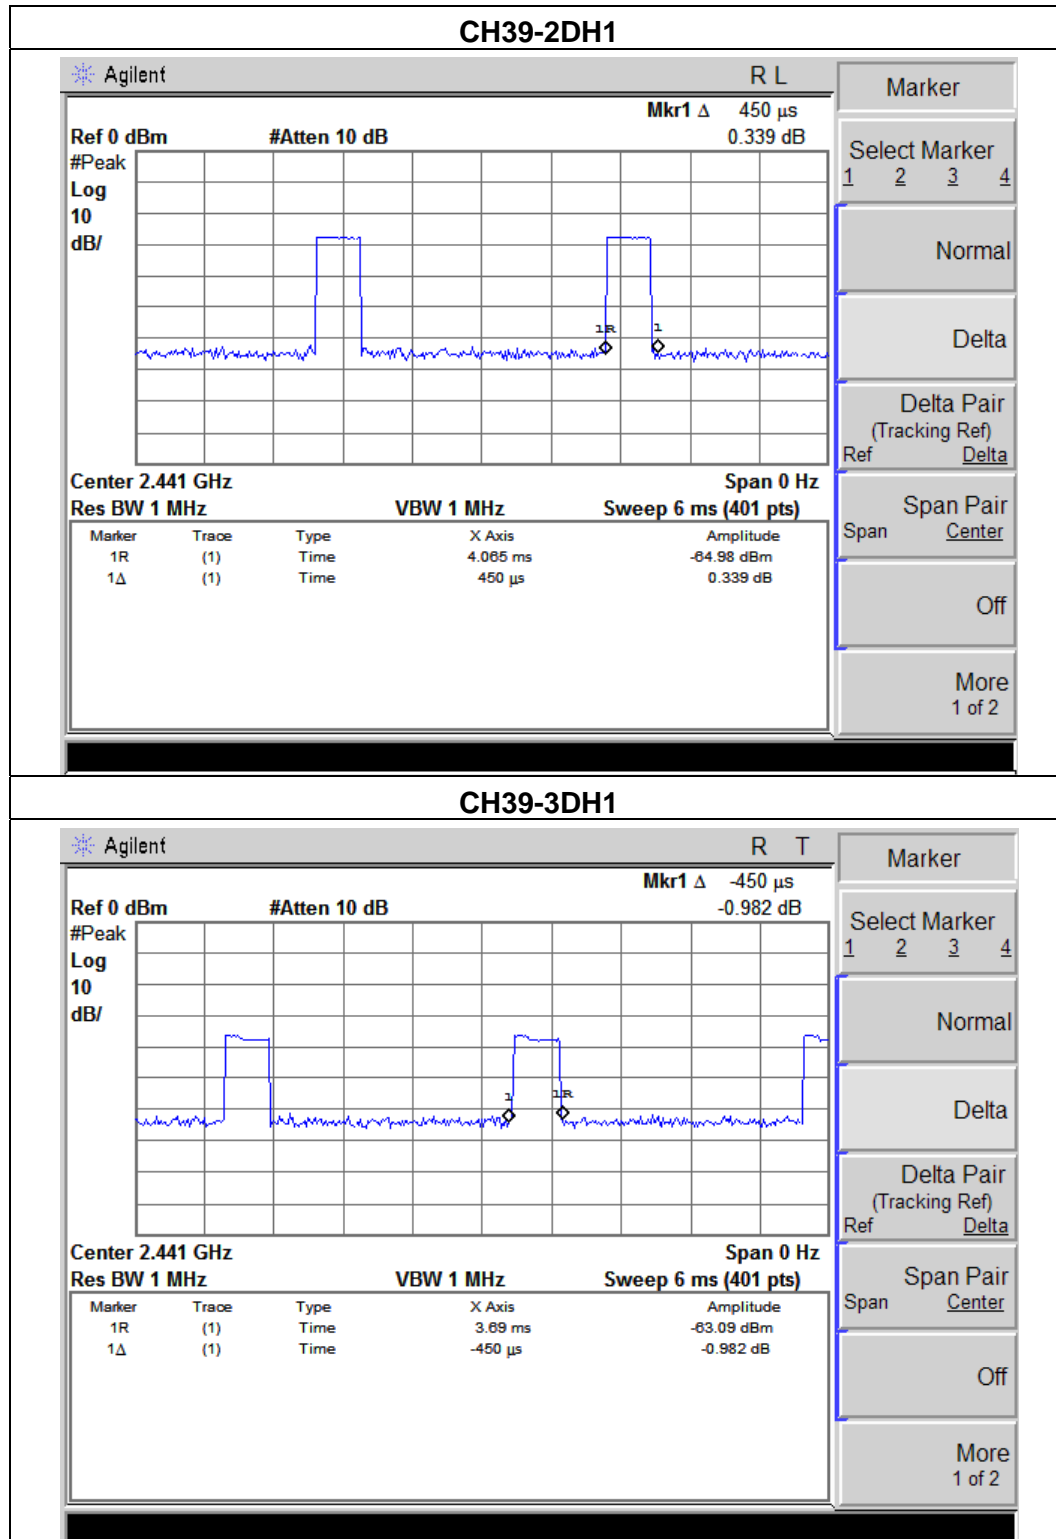 CH39-2DH1
Agilent R L
Mkr1 Δ 450 µs
Ref 0 dBm #Atten 10 dB 0.339 dB
#Peak
Log
10
dB/
1R 1
Center 2.441 GHz Span 0 Hz
Res BW 1 MHz VBW 1 MHz Sweep 6 ms (401 pts)
Marker Trace Type X Axis Amplitude
1R (1) Time 4.065 ms -64.98 dBm
1Δ (1) Time 450 µs 0.339 dB
Marker
Select Marker
1 2 3 4
Normal
Delta
Delta Pair
(Tracking Ref)
Ref Delta
Span Pair
Span Center
Off
More
1 of 2
CH39-3DH1
Agilent R T
Mkr1 Δ -450 µs
Ref 0 dBm #Atten 10 dB -0.982 dB
#Peak
Log
10
dB/
1 1R
Center 2.441 GHz Span 0 Hz
Res BW 1 MHz VBW 1 MHz Sweep 6 ms (401 pts)
Marker Trace Type X Axis Amplitude
1R (1) Time 3.69 ms -63.09 dBm
1Δ (1) Time -450 µs -0.982 dB
Marker
Select Marker
1 2 3 4
Normal
Delta
Delta Pair
(Tracking Ref)
Ref Delta
Span Pair
Span Center
Off
More
1 of 2